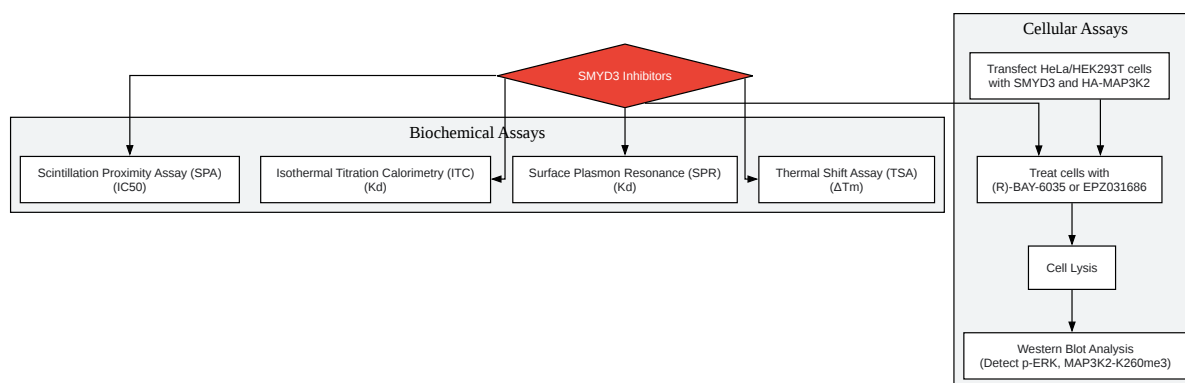 Cellular Assays
Transfect HeLa/HEK293T cells
with SMYD3 and HA-MAP3K2
SMYD3 Inhibitors
Biochemical Assays
Scintillation Proximity Assay (SPA)
(IC50)
Isothermal Titration Calorimetry (ITC)
(Kd)
Surface Plasmon Resonance (SPR)
(Kd)
Thermal Shift Assay (TSA)
(ΔTm)
Treat cells with
(R)-BAY-6035 or EPZ031686
Cell Lysis
Western Blot Analysis
(Detect p-ERK, MAP3K2-K260me3)